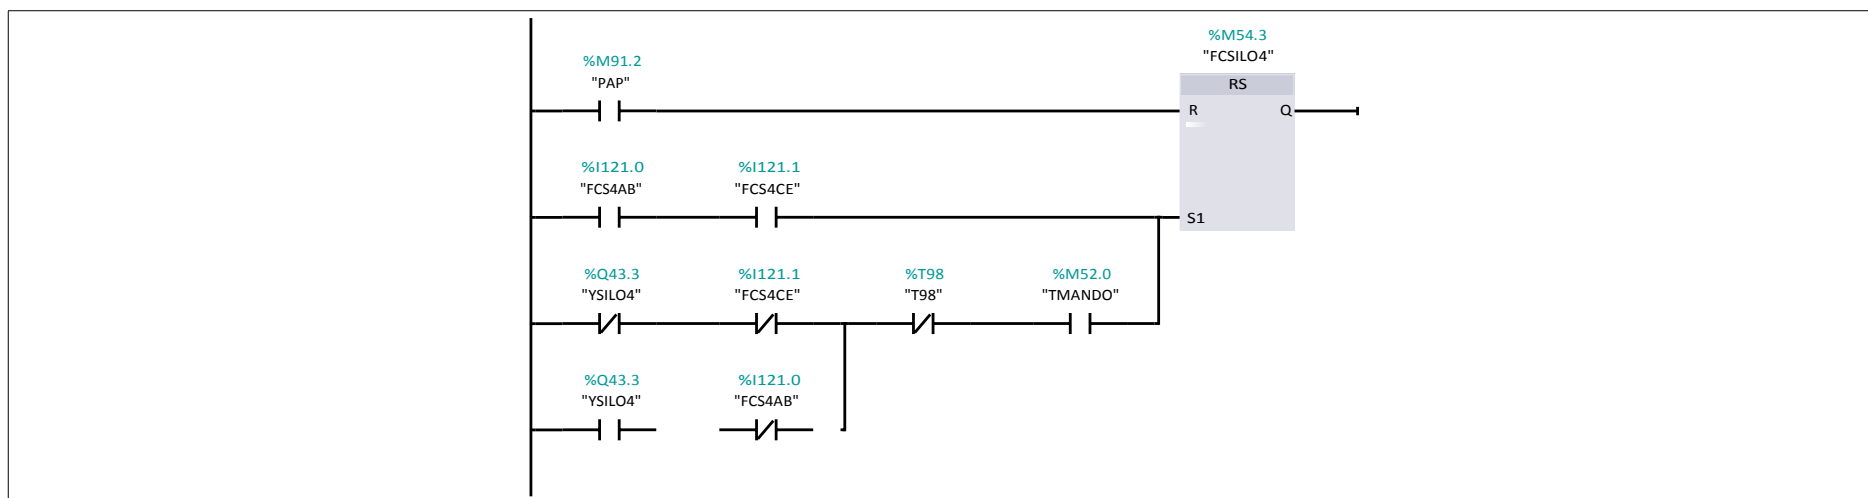 %M54.3
"FCSILO4"
%M91.2
"PAP"
RS
R
Q
%I121.0
%I121.1
"FCS4AB"
"FCS4CE"
S1
%Q43.3
%I121.1
%T98
%M52.0
"YSILO4"
"FCS4CE"
"T98"
"TMANDO"
%Q43.3
%I121.0
"YSILO4"
"FCS4AB"